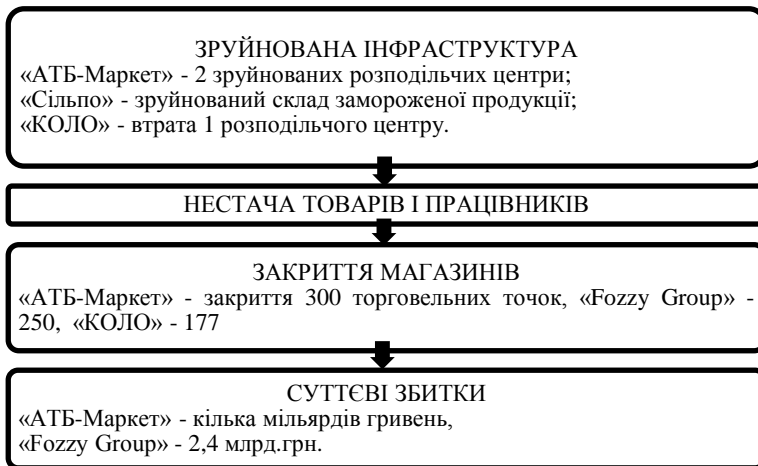 ЗРУЙНОВАНА ІНФРАСТРУКТУРА
«АТБ-Маркет» - 2 зруйнованих розподільчих центри;
«Сільпо» - зруйнований склад замороженої продукції;
«КОЛО» - втрата 1 розподільчого центру.
НЕСТАЧА ТОВАРІВ І ПРАЦІВНИКІВ
ЗАКРИТТЯ МАГАЗИНІВ
«АТБ-Маркет» - закриття 300 торговельних точок, «Fozzy Group» -
250, «КОЛО» - 177
СУТТЄВІ ЗБИТКИ
«АТБ-Маркет» - кілька мільярдів гривень,
«Fozzy Group» - 2,4 млрд.грн.